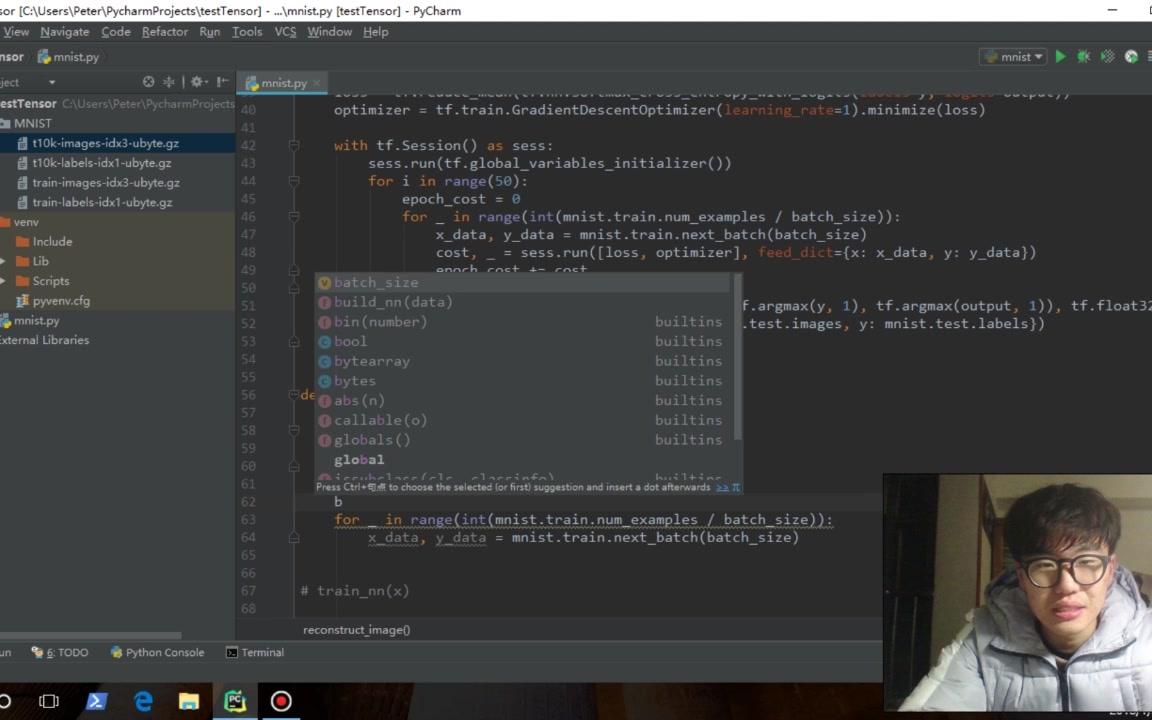 sor [C:\Users\Peter\PycharmProjects\testTensor] - ...\mnist.py [testTensor] - PyCharm
View Navigate Code Refactor Run Tools VCS Window Help
nsor mnist.py mnist
ject mnist.py
estTensor C:\Users\Peter\PycharmProjects
MNIST
t10k-images-idx3-ubyte.gz
t10k-labels-idx1-ubyte.gz
train-images-idx3-ubyte.gz
train-labels-idx1-ubyte.gz
venv
Include
Lib
Scripts
pyvenv.cfg
mnist.py
xternal Libraries
40 optimizer = tf.train.GradientDescentOptimizer(learning_rate=1).minimize(loss)
41
42 with tf.Session() as sess:
43 sess.run(tf.global_variables_initializer())
44 for i in range(50):
45 epoch_cost = 0
46 for _ in range(int(mnist.train.num_examples / batch_size)):
47 x_data, y_data = mnist.train.next_batch(batch_size)
48 cost, _ = sess.run([loss, optimizer], feed_dict={x: x_data, y: y_data})
49 epoch_cost += cost
50
51 f.argmax(y, 1), tf.argmax(output, 1)), tf.float32
52 .test.images, y: mnist.test.labels})
53
54
55
56 de
57
58
59
60
61
62 b
63 for _ in range(int(mnist.train.num_examples / batch_size)):
64 x_data, y_data = mnist.train.next_batch(batch_size)
65
66
67 # train_nn(x)
68
batch_size
build_nn(data)
bin(number) builtins
bool builtins
bytearray builtins
bytes builtins
abs(n) builtins
callable(o) builtins
globals() builtins
global
Press Ctrl+句点 to choose the selected (or first) suggestion and insert a dot afterwards >> π
reconstruct_image()
un 6: TODO Python Console Terminal